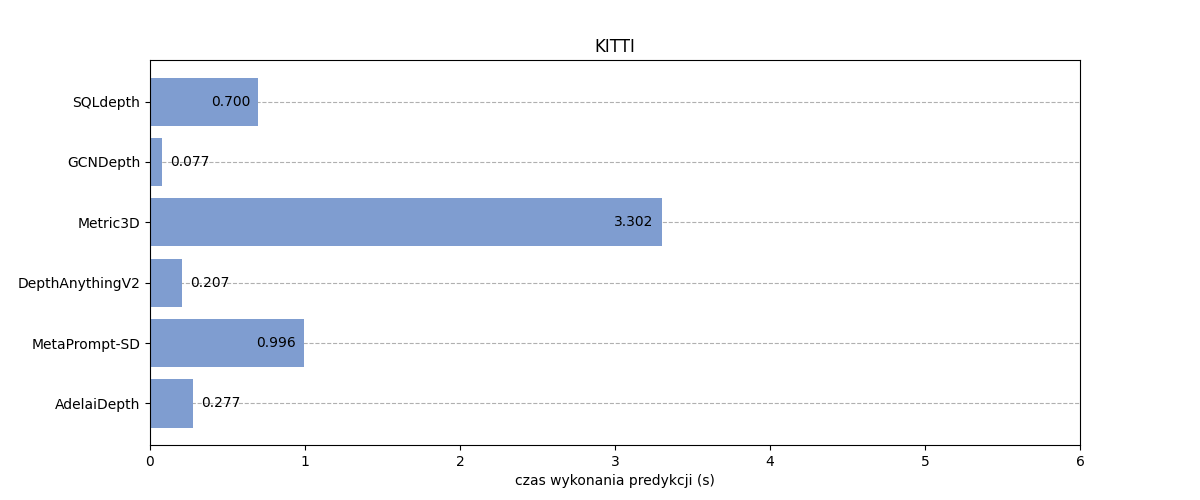 KITTI
SQLdepth
0.700
GCNDepth
0.077
Metric3D
3.302
DepthAnythingV2
0.207
MetaPrompt-SD
0.996
AdelaiDepth
0.277
0 1 2 3 4 5 6
czas wykonania predykcji (s)